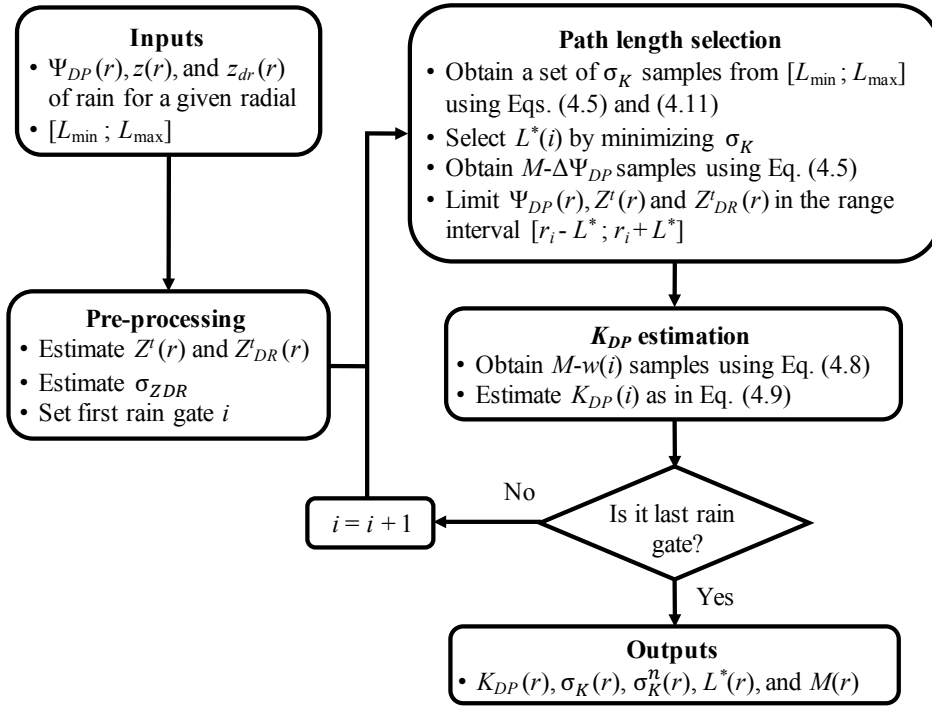 Inputs
• Ψ_DP(r), z(r), and z_dr(r)
of rain for a given radial
• [L_min ; L_max]
Pre-processing
• Estimate Z^t(r) and Z^t_DR(r)
• Estimate σ_ZDR
• Set first rain gate i
Path length selection
• Obtain a set of σ_K samples from [L_min ; L_max]
using Eqs. (4.5) and (4.11)
• Select L^*(i) by minimizing σ_K
• Obtain M-ΔΨ_DP samples using Eq. (4.5)
• Limit Ψ_DP(r), Z^t(r) and Z^t_DR(r) in the range
interval [r_i - L^* ; r_i + L^*]
K_DP estimation
• Obtain M-w(i) samples using Eq. (4.8)
• Estimate K_DP(i) as in Eq. (4.9)
Is it last rain
gate?
No
i = i + 1
Yes
Outputs
• K_DP(r), σ_K(r), σ^n_K(r), L^*(r), and M(r)